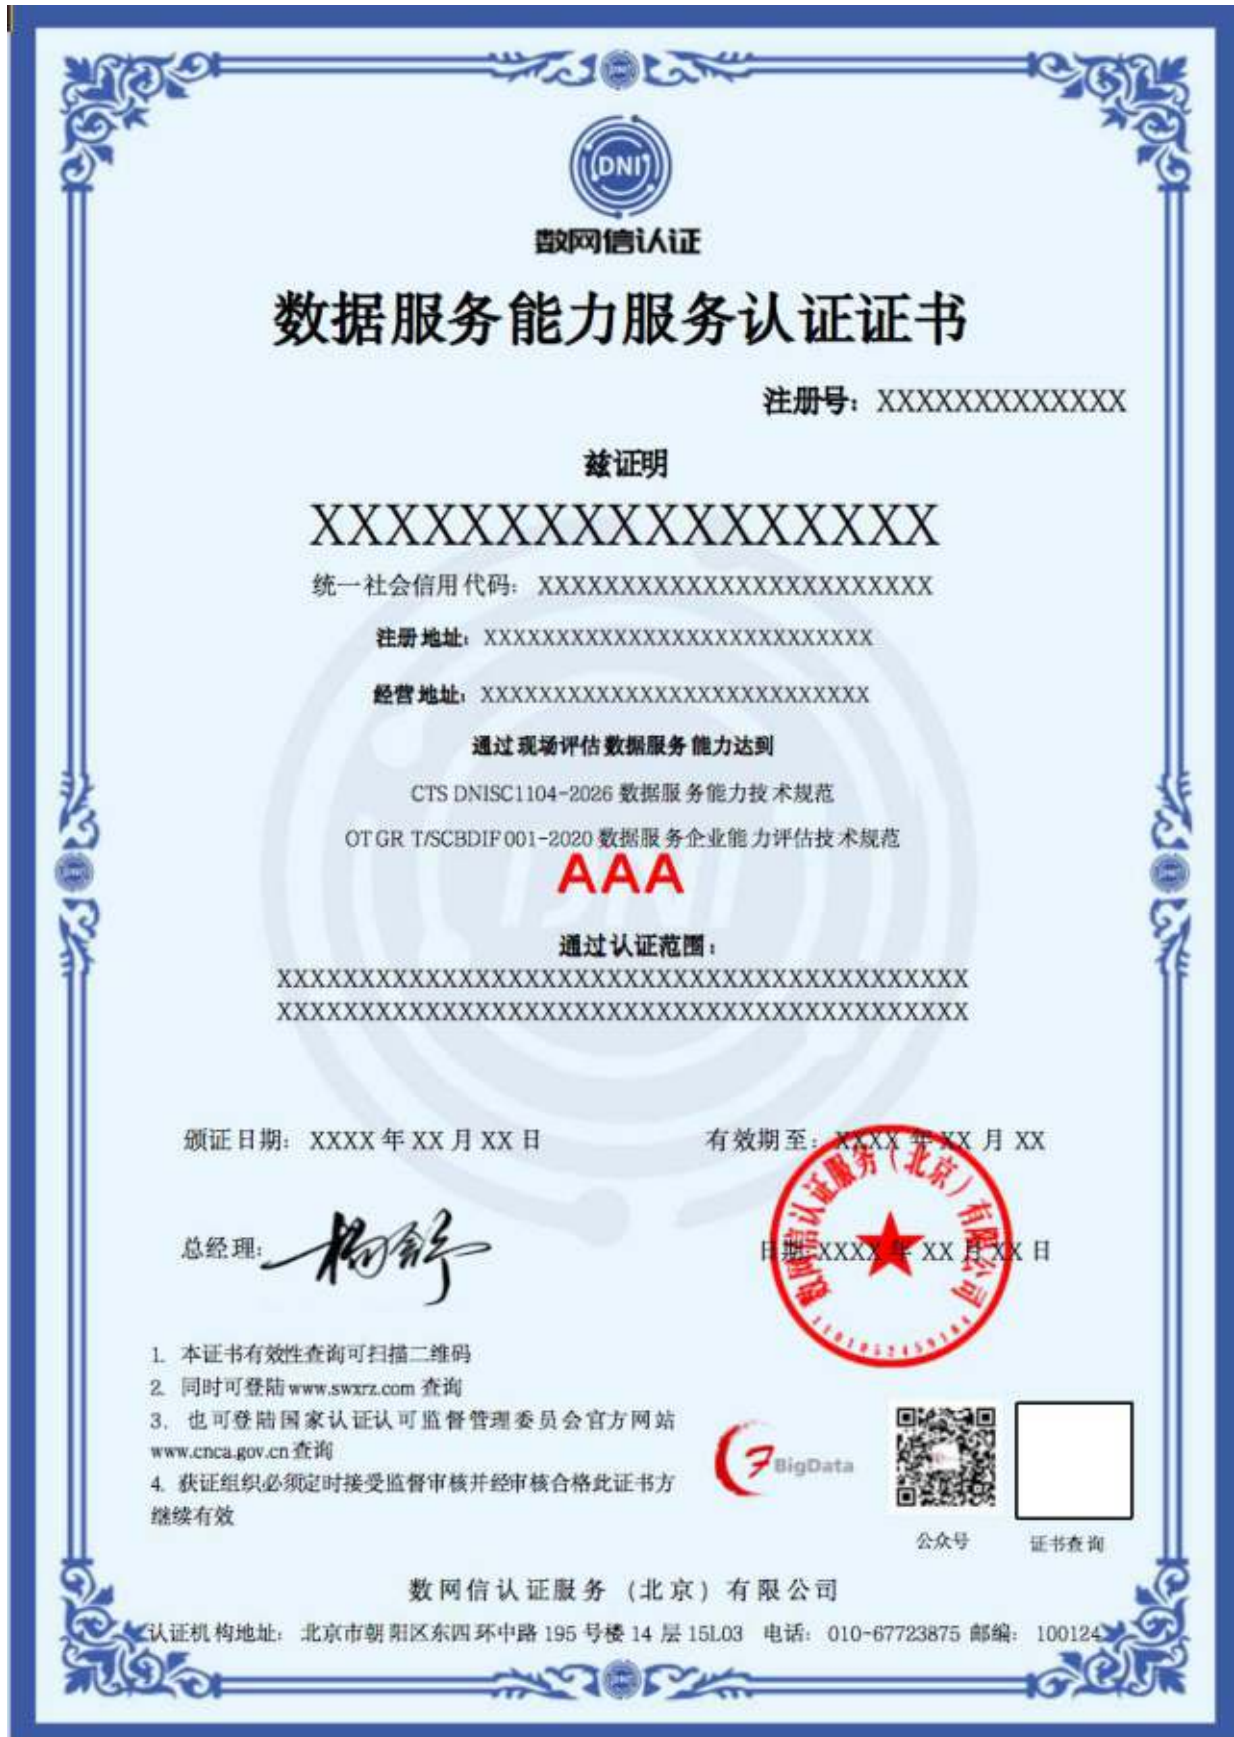 DNI
数网信认证
数据服务能力服务认证证书
注册号：XXXXXXXXXXXXX
兹证明
XXXXXXXXXXXXXXXXX
统一社会信用代码：XXXXXXXXXXXXXXXXXXXXXXXX
注册地址：XXXXXXXXXXXXXXXXXXXXXXXXXXX
经营地址：XXXXXXXXXXXXXXXXXXXXXXXXXXX
通过现场评估数据服务能力达到
CTS DNISC1104-2026 数据服务能力技术规范
OTGR T/SCBDIF 001-2020 数据服务企业能力评估技术规范
AAA
通过认证范围：
XXXXXXXXXXXXXXXXXXXXXXXXXXXXXXXXXXXXXX
XXXXXXXXXXXXXXXXXXXXXXXXXXXXXXXXXXXXXX
颁证日期：XXXX 年 XX 月 XX 日
有效期至：XXXX 年 XX 月 XX
总经理：
日期：XXXX 年 XX 月 XX 日
数网信认证服务（北京）有限公司
1. 本证书有效性查询可扫描二维码
2. 同时可登陆 www.swxrz.com 查询
3. 也可登陆国家认证认可监督管理委员会官方网站
www.cnca.gov.cn 查询
4. 获证组织必须定时接受监督审核并经审核合格此证书方
继续有效
BigData
公众号
证书查询
数网信认证服务（北京）有限公司
认证机构地址：北京市朝阳区东四环中路 195 号楼 14 层 15L03 电话：010-67723875 邮编：100124